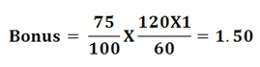 Bonus = 75/100 X 120X1/60 = 1.50